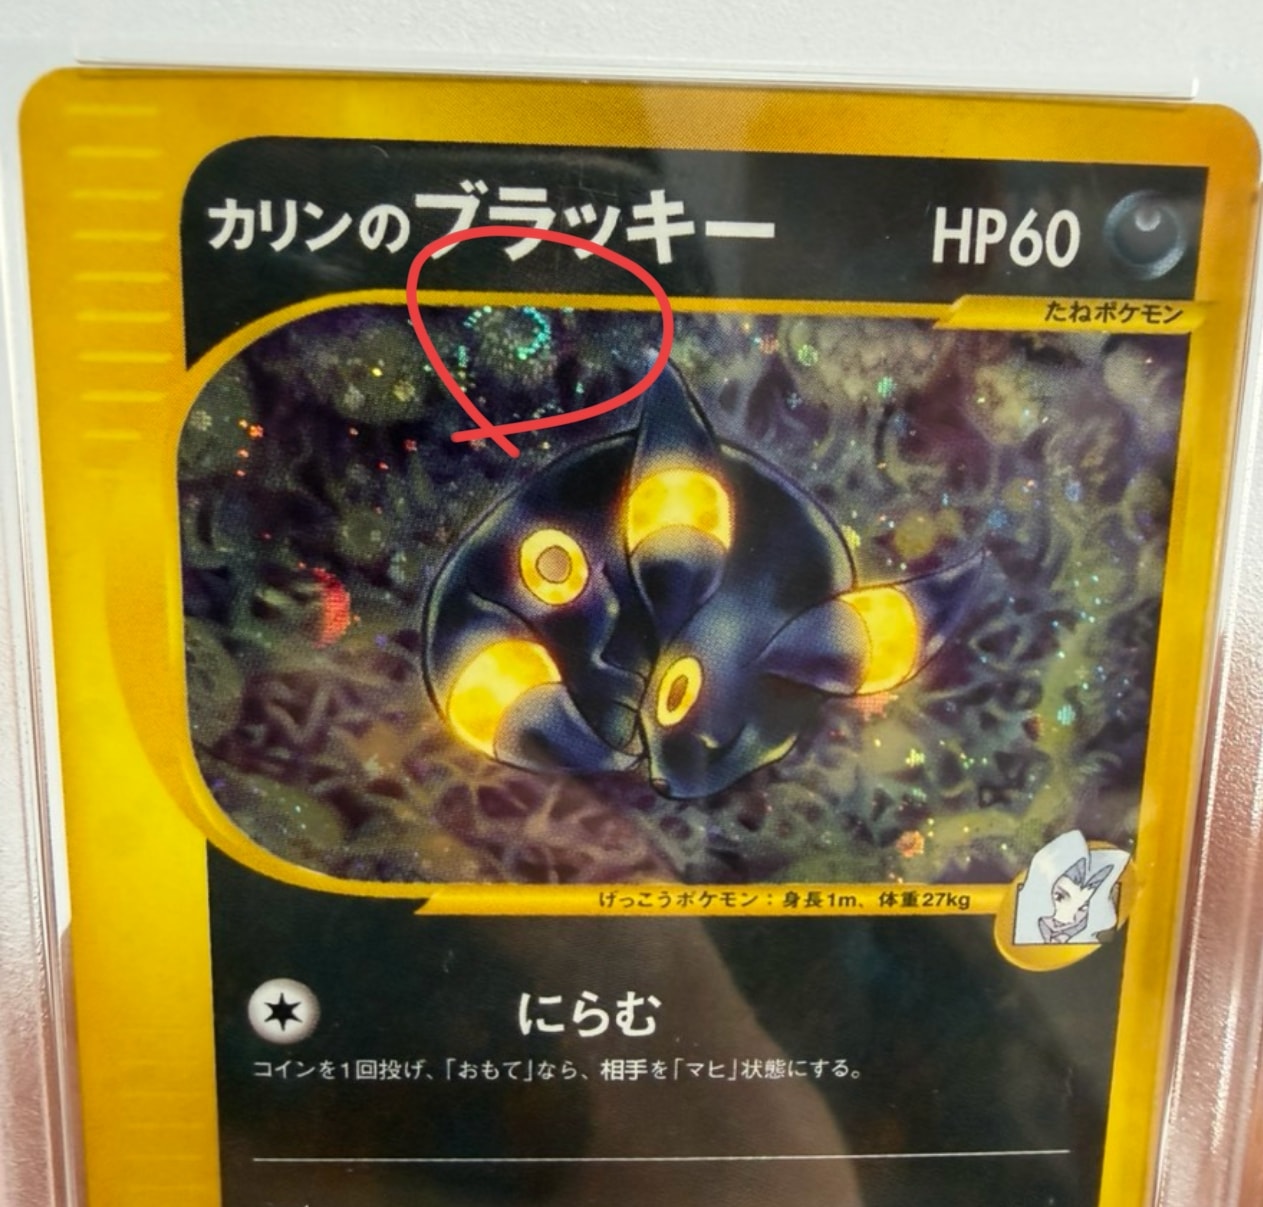 カリンのブラッキー HP60
たねポケモン
げっこうポケモン：身長1m、体重27kg
にらむ
コインを1回投げ、「おもて」なら、相手を「マヒ」状態にする。